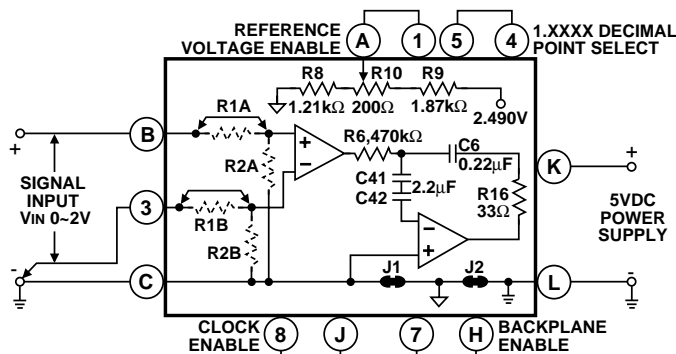 REFERENCE
VOLTAGE ENABLE
A
1
5
4
1.XXXX DECIMAL
POINT SELECT
R8
R10
R9
1.21kΩ
200Ω
1.87kΩ
2.490V
R1A
B
+
R2A
+
−
R6,470kΩ
C6
0.22μF
K
+
SIGNAL
INPUT
VIN 0~2V
C41
C42
2.2μF
R16
33Ω
5VDC
POWER
SUPPLY
3
R1B
R2B
−
+
-
C
J1
J2
L
-
CLOCK
ENABLE
8
J
7
H
BACKPLANE
ENABLE